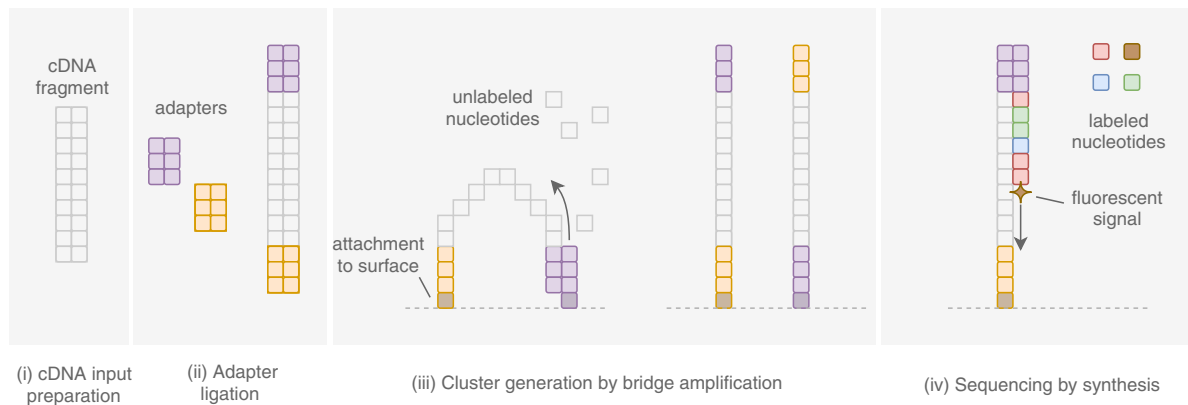 cDNA
fragment
adapters
unlabeled
nucleotides
attachment
to surface
labeled
nucleotides
fluorescent
signal
(i) cDNA input
preparation
(ii) Adapter
ligation
(iii) Cluster generation by bridge amplification
(iv) Sequencing by synthesis